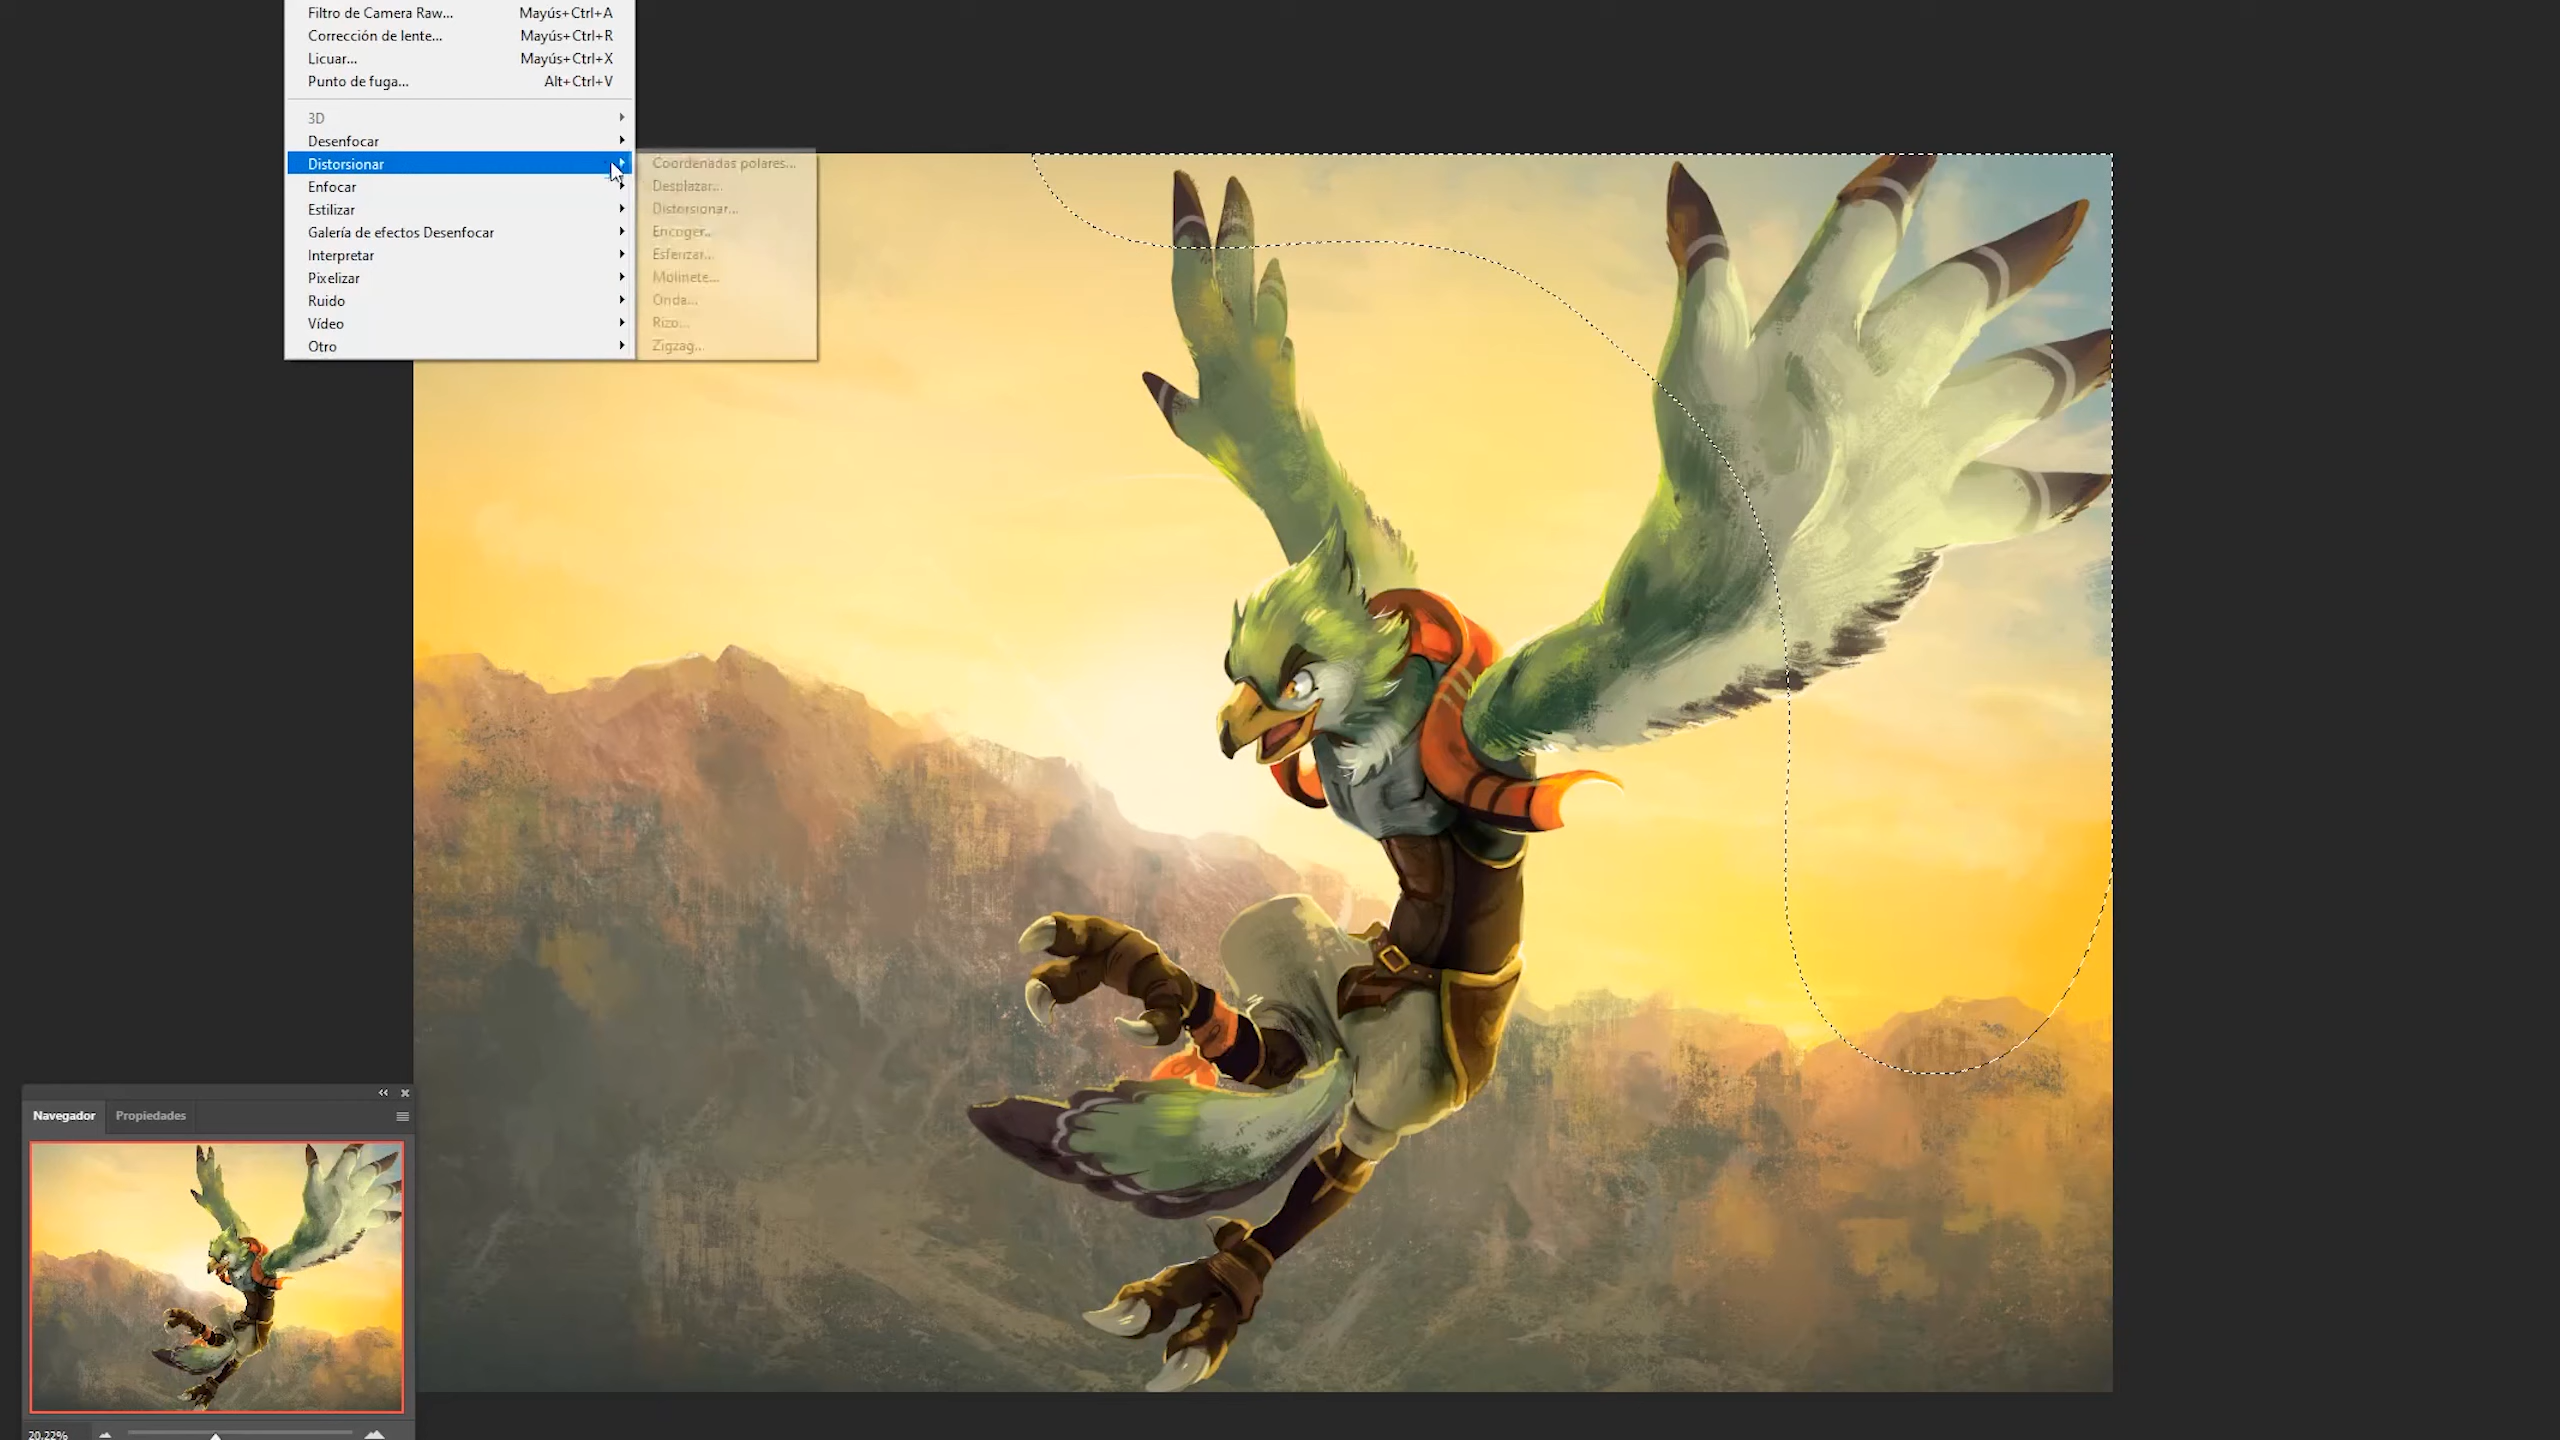 Filtro de Camera Raw... Mayús+Ctrl+A
Corrección de lente... Mayús+Ctrl+R
Licuar... Mayús+Ctrl+X
Punto de fuga... Alt+Ctrl+V
3D
Desenfocar
Distorsionar
Enfocar
Estilizar
Galería de efectos Desenfocar
Interpretar
Pixelizar
Ruido
Vídeo
Otro
Coordenadas polares...
Desplazar...
Distorsionar...
Encoger...
Esferizar...
Molinete...
Onda...
Rizo...
Zigzag...
Navegador Propiedades
20,22%